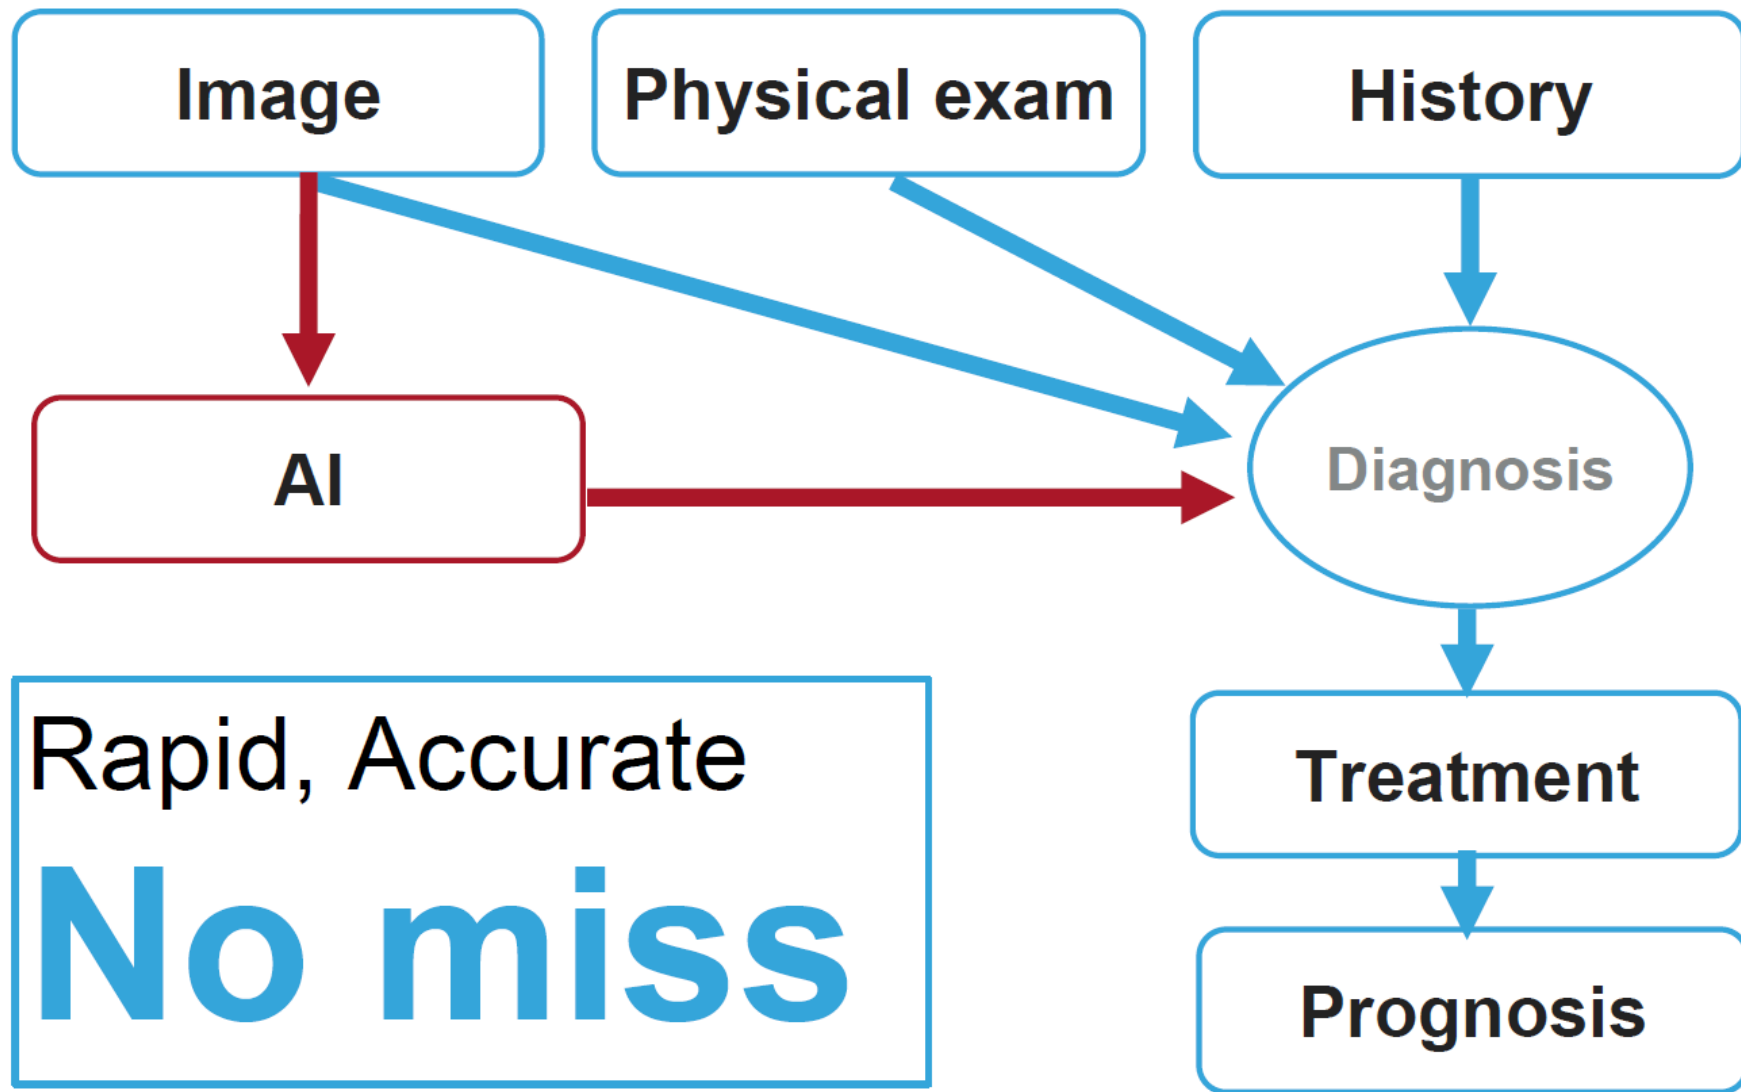 Image
Physical exam
History
AI
Diagnosis
Rapid, Accurate
No miss
Treatment
Prognosis